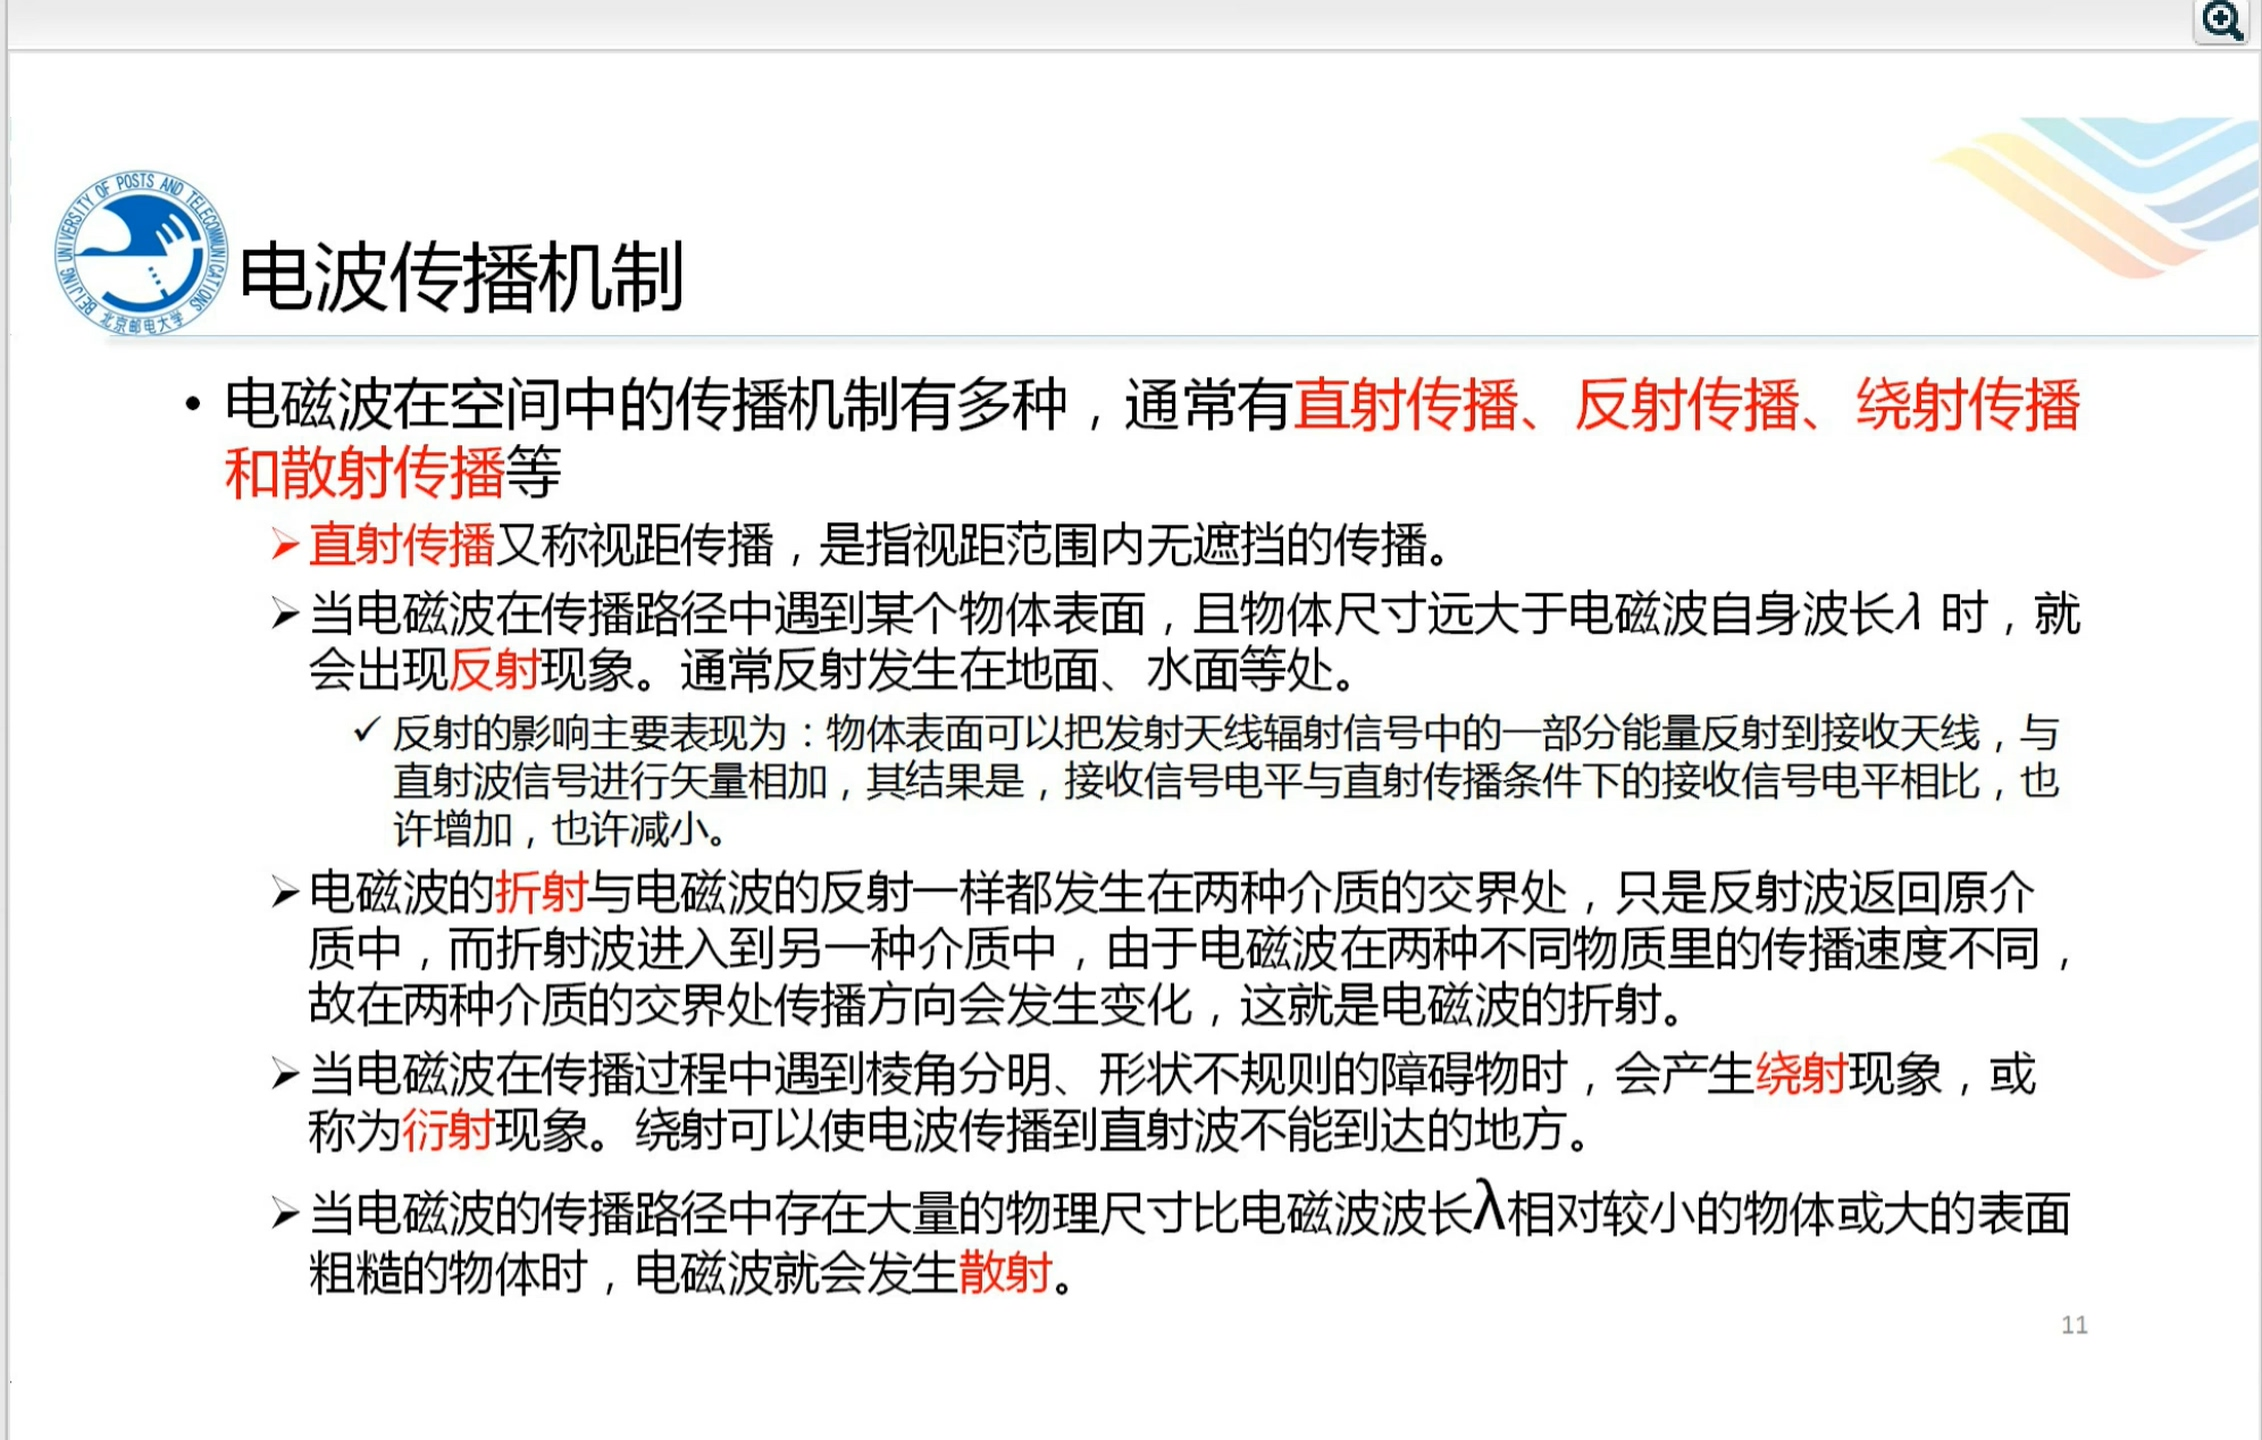 BEIJING UNIVERSITY OF POSTS AND TELECOMMUNICATIONS
北京邮电大学
电波传播机制
• 电磁波在空间中的传播机制有多种，通常有直射传播、反射传播、绕射传播
和散射传播等
➢ 直射传播又称视距传播，是指视距范围内无遮挡的传播。
➢ 当电磁波在传播路径中遇到某个物体表面，且物体尺寸远大于电磁波自身波长λ 时，就
会出现反射现象。通常反射发生在地面、水面等处。
✓ 反射的影响主要表现为：物体表面可以把发射天线辐射信号中的一部分能量反射到接收天线，与
直射波信号进行矢量相加，其结果是，接收信号电平与直射传播条件下的接收信号电平相比，也
许增加，也许减小。
➢ 电磁波的折射与电磁波的反射一样都发生在两种介质的交界处，只是反射波返回原介
质中，而折射波进入到另一种介质中，由于电磁波在两种不同物质里的传播速度不同，
故在两种介质的交界处传播方向会发生变化，这就是电磁波的折射。
➢ 当电磁波在传播过程中遇到棱角分明、形状不规则的障碍物时，会产生绕射现象，或
称为衍射现象。绕射可以使电波传播到直射波不能到达的地方。
➢ 当电磁波的传播路径中存在大量的物理尺寸比电磁波波长λ相对较小的物体或大的表面
粗糙的物体时，电磁波就会发生散射。
11